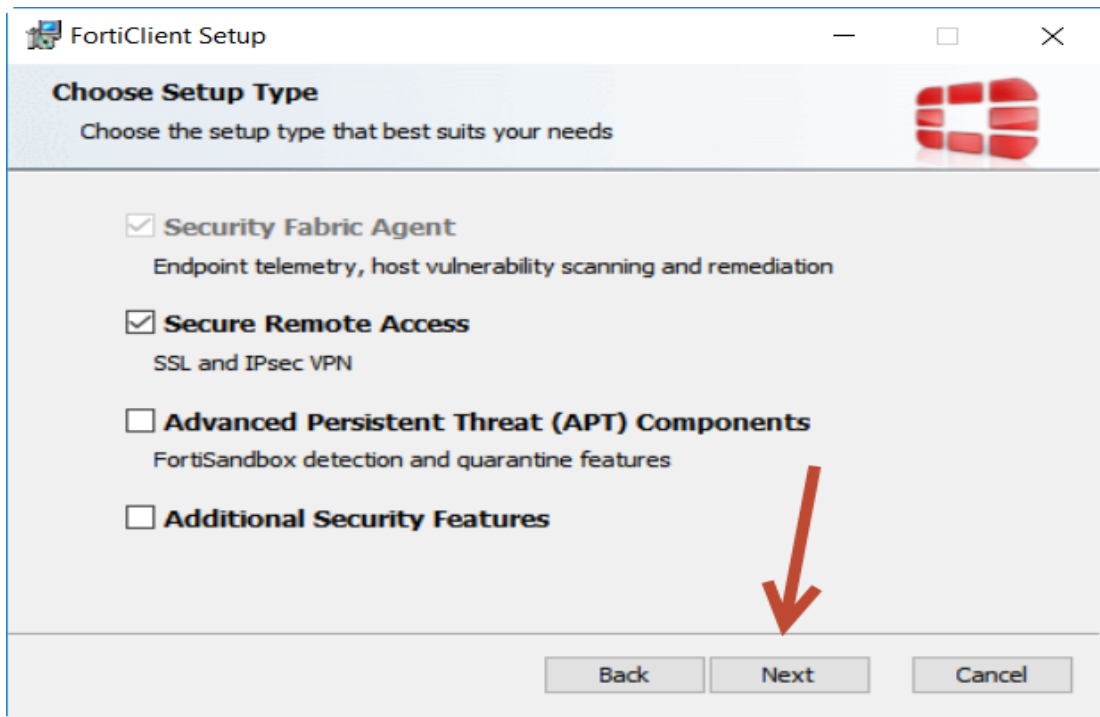 FortiClient Setup
Choose Setup Type
Choose the setup type that best suits your needs
Security Fabric Agent
Endpoint telemetry, host vulnerability scanning and remediation
Secure Remote Access
SSL and IPsec VPN
Advanced Persistent Threat (APT) Components
FortiSandbox detection and quarantine features
Additional Security Features
Back Next Cancel